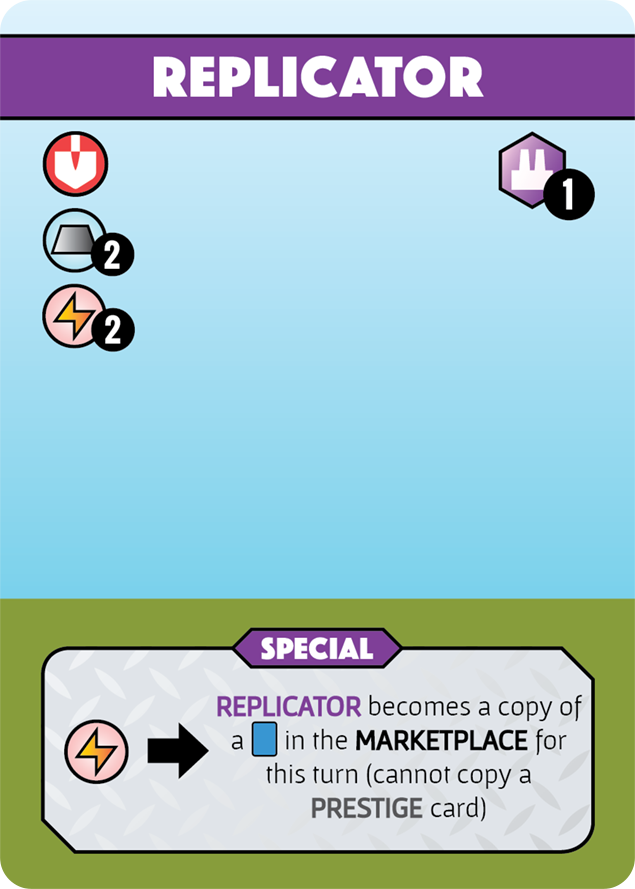 REPLICATOR
1
2
2
SPECIAL
REPLICATOR becomes a copy of
a in the MARKETPLACE for
this turn (cannot copy a
PRESTIGE card)